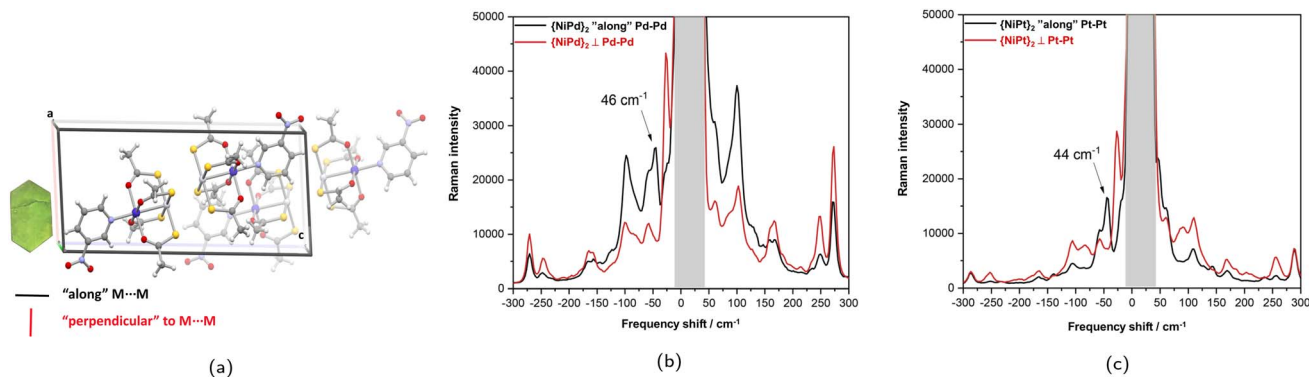 a
c
"along" M···M
"perpendicular" to M···M
(a)
{NiPd}₂ "along" Pd-Pd
{NiPd}₂ ⊥ Pd-Pd
46 cm⁻¹
Raman intensity
50000
40000
30000
20000
10000
0
-300 -250 -200 -150 -100 -50 0 50 100 150 200 250 300
Frequency shift / cm⁻¹
(b)
{NiPt}₂ "along" Pt-Pt
{NiPt}₂ ⊥ Pt-Pt
44 cm⁻¹
Raman intensity
50000
40000
30000
20000
10000
0
-300 -250 -200 -150 -100 -50 0 50 100 150 200 250 300
Frequency shift / cm⁻¹
(c)